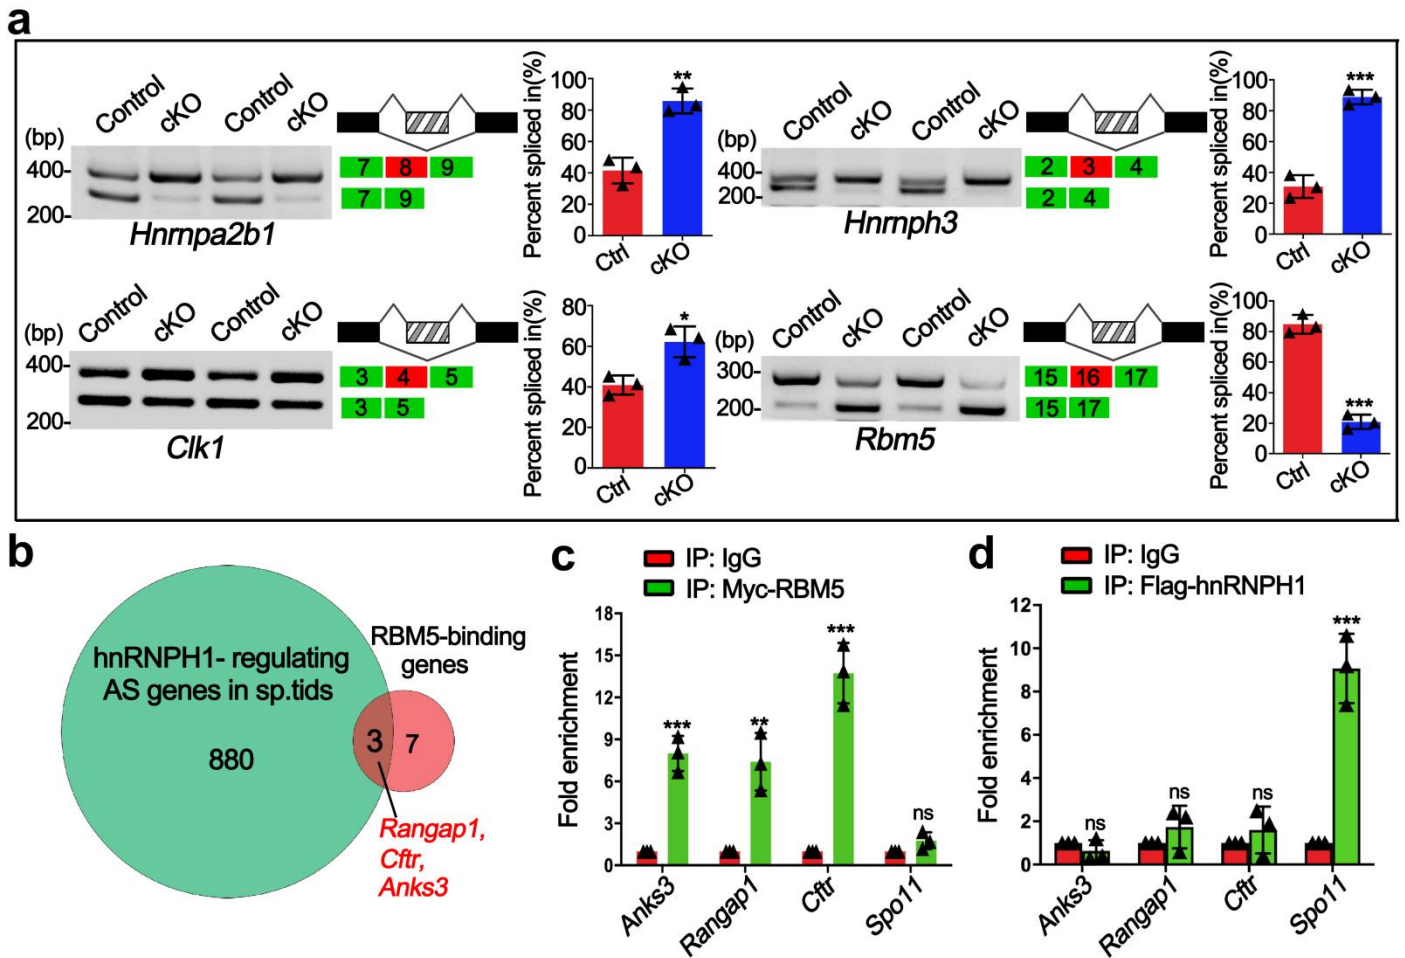 a
Control cKO Control cKO
(bp)
400
200
7 8 9
7 9
Hnrnpa2b1
Percent spliced in(%)
100
80
60
40
20
0
**
Ctrl cKO
Control cKO Control cKO
(bp)
400
200
2 3 4
2 4
Hnrnph3
Percent spliced in(%)
100
80
60
40
20
0
***
Ctrl cKO
Control cKO Control cKO
(bp)
400
200
3 4 5
3 5
Clk1
Percent spliced in(%)
80
60
40
20
0
*
Ctrl cKO
Control cKO Control cKO
(bp)
300
200
15 16 17
15 17
Rbm5
Percent spliced in(%)
100
80
60
40
20
0
***
Ctrl cKO
b
hnRNPH1- regulating
AS genes in sp.tids
880
RBM5-binding
genes
3 7
Rangap1,
Cftr,
Anks3
c
IP: IgG
IP: Myc-RBM5
Fold enrichment
18
15
12
9
6
3
0
*** ** *** ns
Anks3 Rangap1 Cftr Spo11
d
IP: IgG
IP: Flag-hnRNPH1
Fold enrichment
12
10
8
6
4
2
0
ns ns ns ***
Anks3 Rangap1 Cftr Spo11